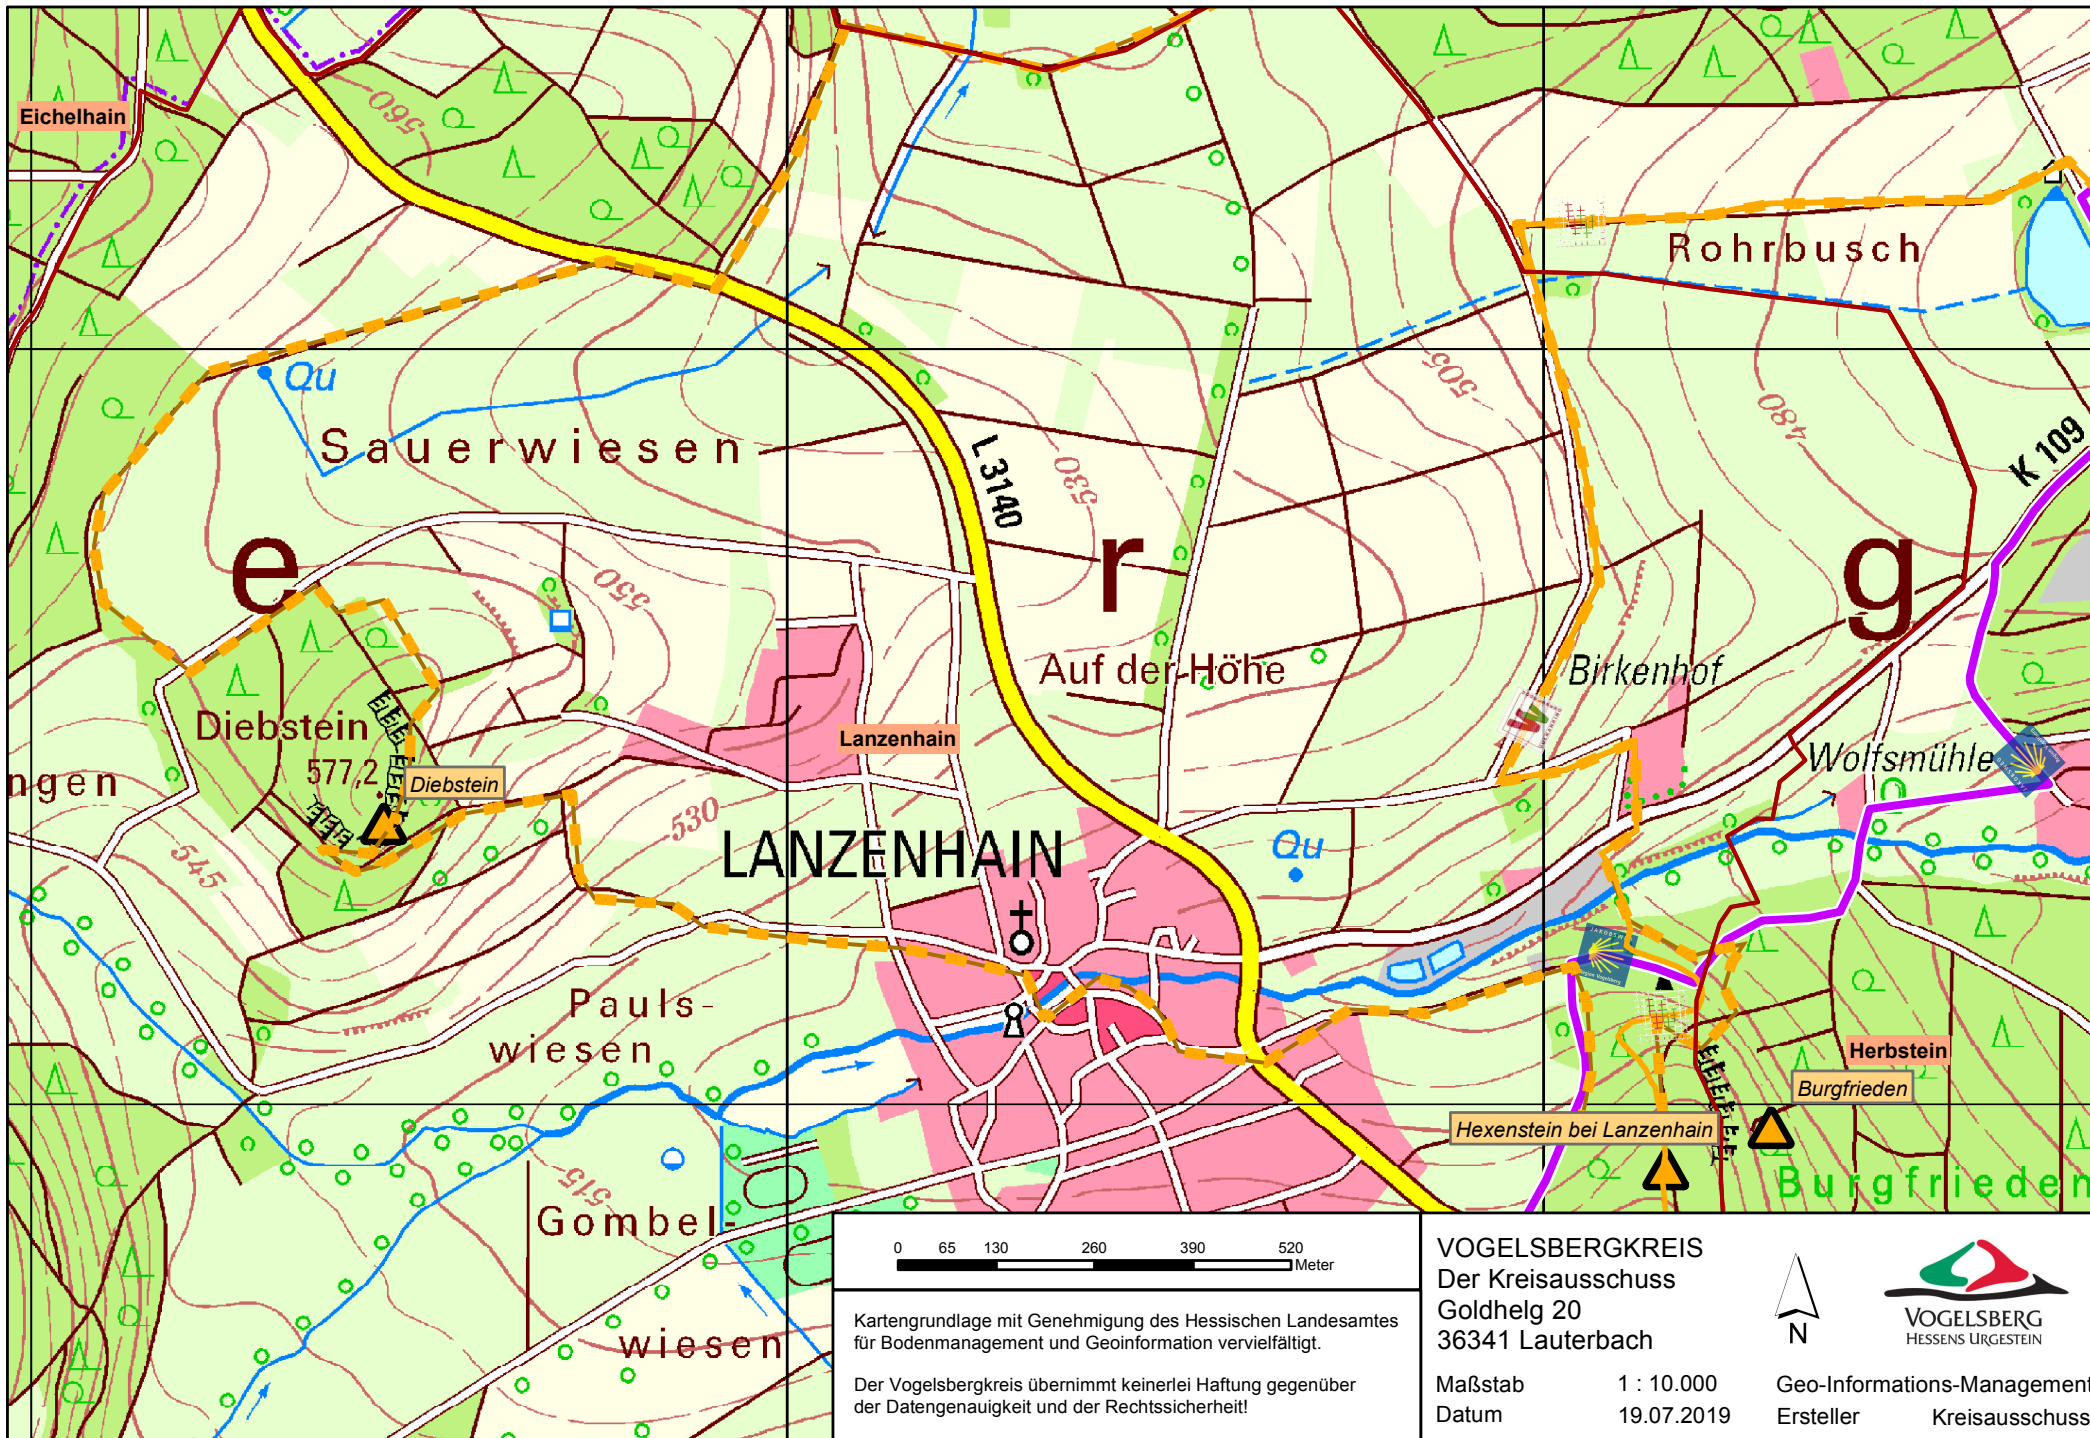 Eichelhain
560
Rohrbusch
Qu
Sauerwiesen
L 3140
530
505
480
K 109
e
r
g
550
Auf der Höhe
Birkenhof
Diebstein
577,2
Diebstein
ngen
Lanzenhain
Wolfsmühle
545
530
LANZENHAIN
Qu
JAKOBSW
Pauls-
wiesen
Herbstein
Burgfrieden
Hexenstein bei Lanzenhain
Burgfrieden
515
Gombel-
wiesen
0 65 130 260 390 520
Meter
Kartengrundlage mit Genehmigung des Hessischen Landesamtes
für Bodenmanagement und Geoinformation vervielfältigt.
Der Vogelsbergkreis übernimmt keinerlei Haftung gegenüber
der Datengenauigkeit und der Rechtssicherheit!
VOGELSBERGKREIS
Der Kreisausschuss
Goldhelg 20
36341 Lauterbach
N
VOGELSBERG
HESSENS URGESTEIN
Maßstab 1 : 10.000
Geo-Informations-Management
Datum 19.07.2019
Ersteller Kreisausschuss